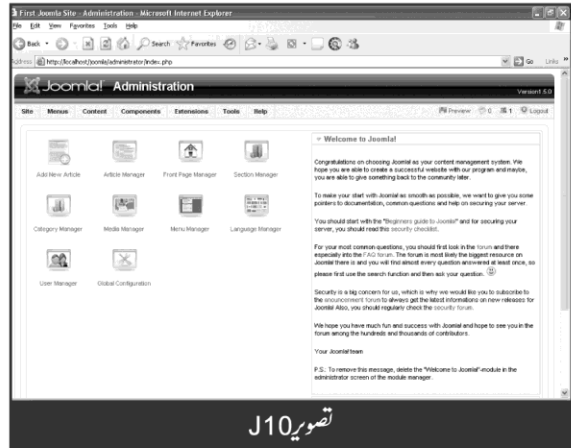 First Joomla Site - Administration - Microsoft Internet Explorer
File Edit View Favorites Tools Help
Back Search Favorites
Address http://localhost/joomla/administrator/index.php Go Links
Joomla! Administration
Version 1.5.0
Site Menus Content Components Extensions Tools Help Preview 0 1 Logout
Welcome to Joomla!
Congratulations on choosing Joomla! as your content management system. We
hope you are able to create a successful website with our program and maybe,
you are able to give something back to the community later.
To make your start with Joomla! as smooth as possible, we want to give you some
pointers to documentation, common questions and help on securing your server.
You should start with the "Beginners guide to Joomla!" and for securing your
server, you should read this security checklist.
For your most common questions, you should first look in the forum and there
especially into the FAQ forum. The forum is most likely the biggest resource on
Joomla! there is and you will find almost every question answered at least once, so
please first use the search function and then ask your question.
Security is a big concern for us, which is why we would like you to subscribe to
the announcement forum to always get the latest informations on new releases for
Joomla! Also, you should regularly check the security forum.
We hope you have much fun and success with Joomla! and hope to see you in the
forum among the hundreds and thousands of contributors.
Your Joomla! team
P.S.: To remove this message, delete the "Welcome to Joomla!"-module in the
administrator screen of the module manager.
Add New Article Article Manager Front Page Manager Section Manager
Category Manager Media Manager Menu Manager Language Manager
User Manager Global Configuration
تصویر J10